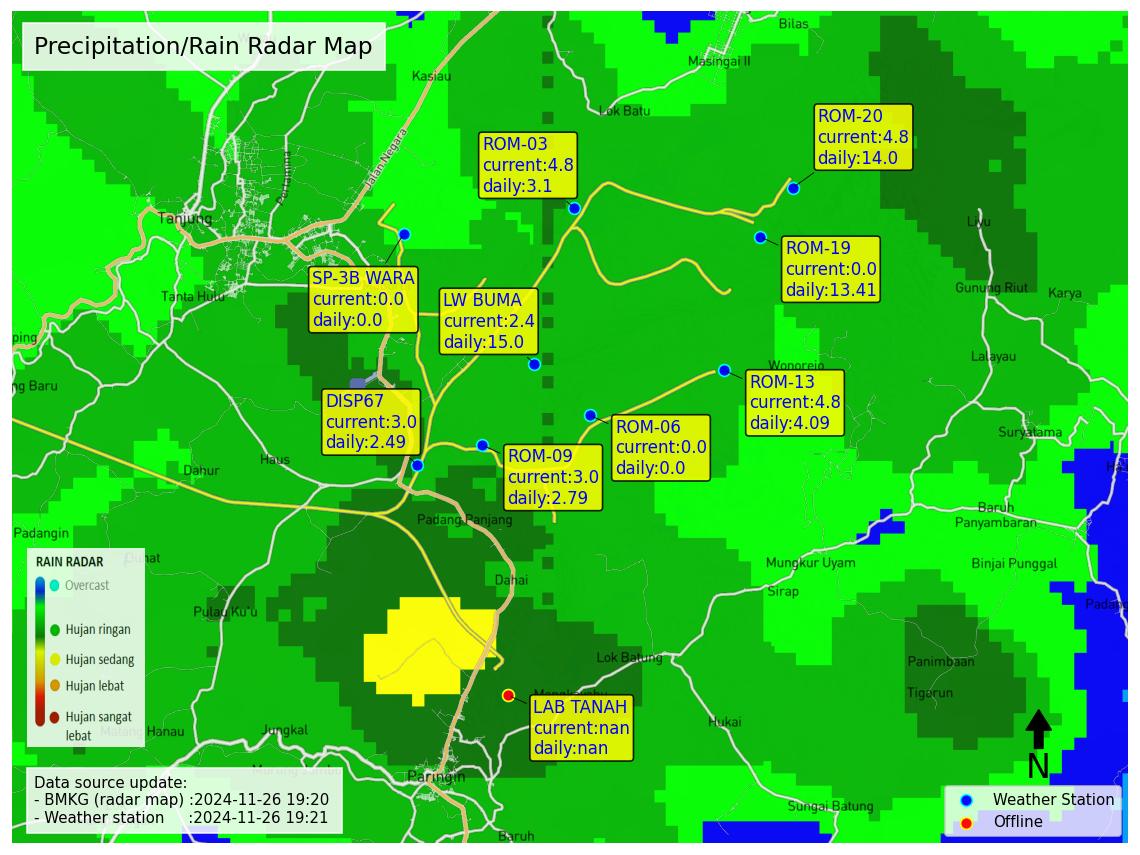 Precipitation/Rain Radar Map
Bilas
Masingai II
Kasiau
Lok Batu
ROM-20
current:4.8
daily:14.0
ROM-03
current:4.8
daily:3.1
Jalan Negara
Pertamina
Tanjung
Liyu
ROM-19
current:0.0
daily:13.41
SP-3B WARA
current:0.0
daily:0.0
LW BUMA
current:2.4
daily:15.0
Tanta Hulu
Gunung Riut
Karya
ping
Lalayau
Wonorejo
ng Baru
ROM-13
current:4.8
daily:4.09
DISP67
current:3.0
daily:2.49
ROM-06
current:0.0
daily:0.0
Suryatama
ROM-09
current:3.0
daily:2.79
Haus
Dahur
Baruh
Panyambaran
Padang Panjang
Padangin
Mungkur Uyam
Binjai Punggal
RAIN RADAR
Overcast
Hujan ringan
Hujan sedang
Hujan lebat
Hujan sangat
lebat
Dahai
Sirap
Padang
Pulau Ku'u
Lok Batung
Panimbaan
Tigarun
LAB TANAH
current:nan
daily:nan
Hukai
Jungkal
N
Paringin
Data source update:
- BMKG (radar map) :2024-11-26 19:20
- Weather station :2024-11-26 19:21
Sungai Batung
Baruh
Weather Station
Offline